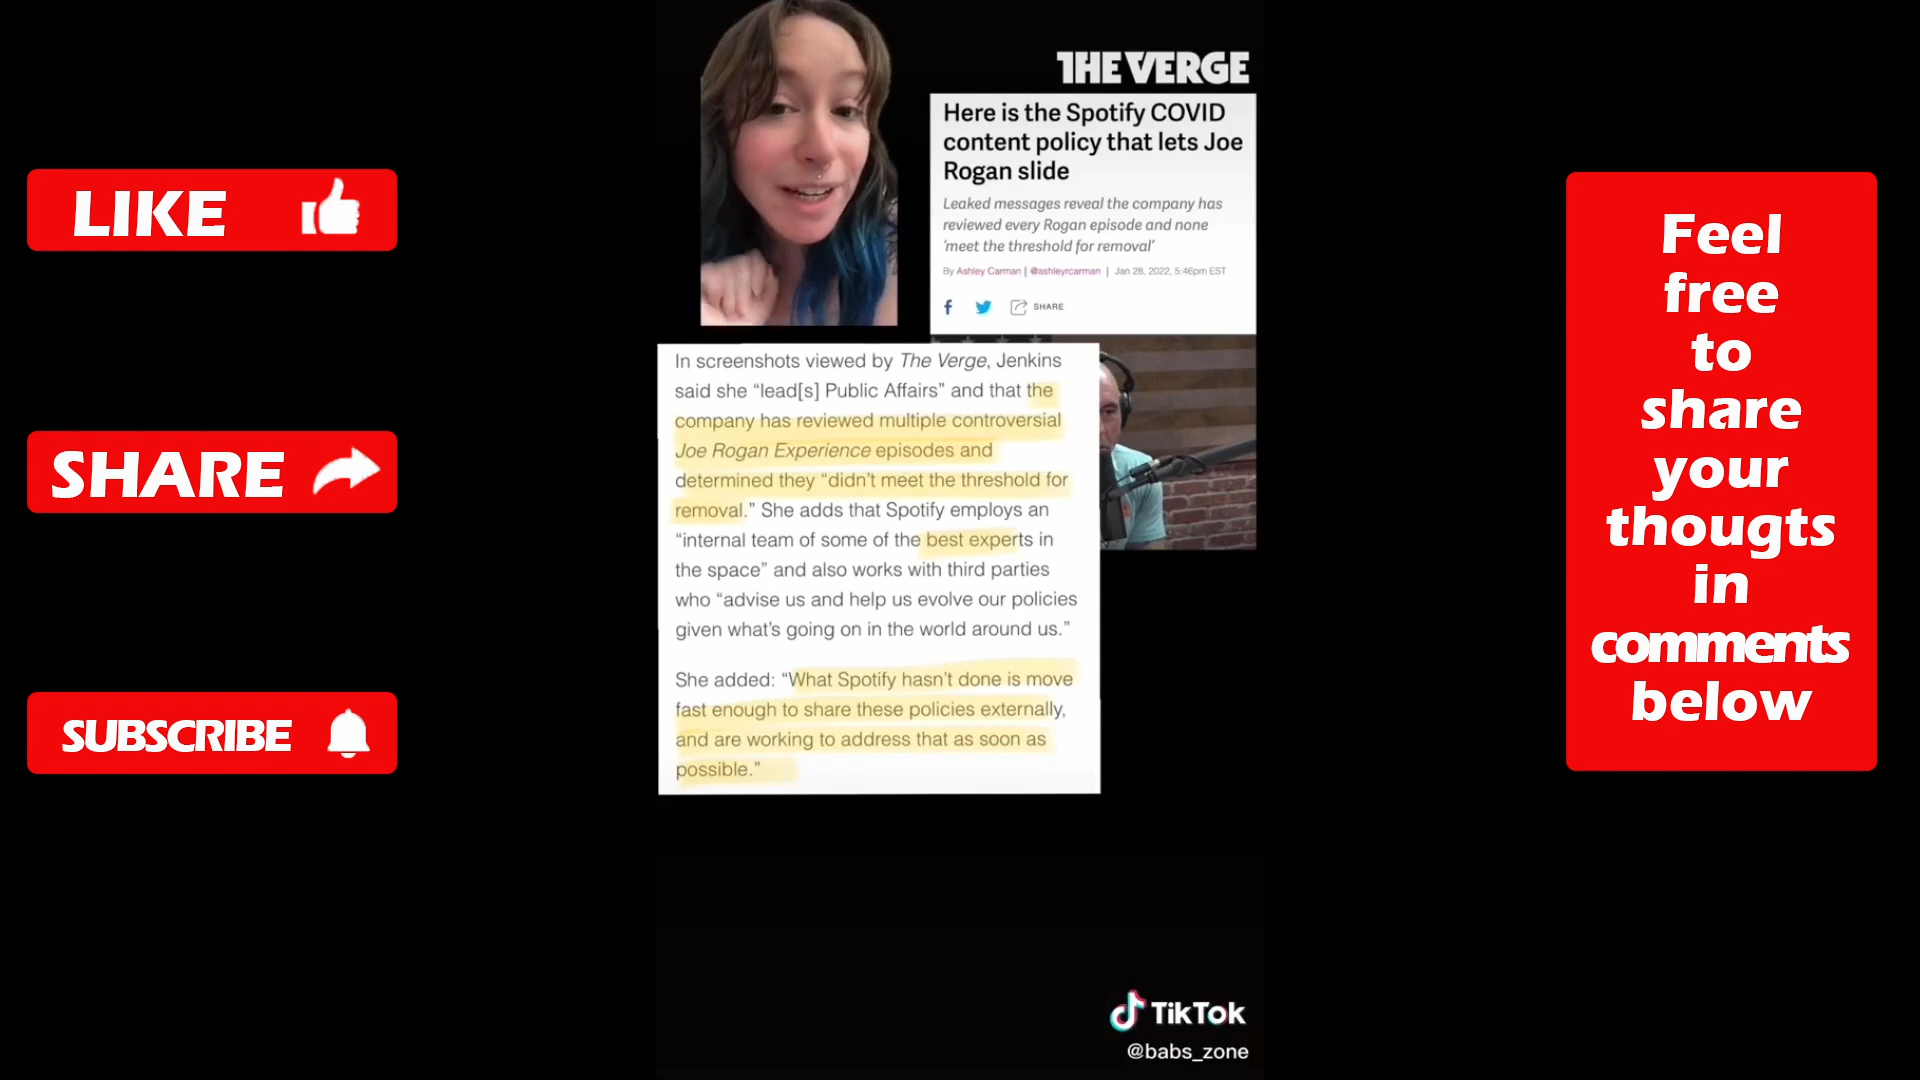 LIKE
SHARE
SUBSCRIBE
THE VERGE
Here is the Spotify COVID
content policy that lets Joe
Rogan slide
Leaked messages reveal the company has
reviewed every Rogan episode and none
‘meet the threshold for removal’
By Ashley Carman | @ashleyrcarman | Jan 28, 2022, 5:46pm EST
SHARE
In screenshots viewed by The Verge, Jenkins
said she “lead[s] Public Affairs” and that the
company has reviewed multiple controversial
Joe Rogan Experience episodes and
determined they “didn’t meet the threshold for
removal.” She adds that Spotify employs an
“internal team of some of the best experts in
the space” and also works with third parties
who “advise us and help us evolve our policies
given what’s going on in the world around us.”
She added: “What Spotify hasn’t done is move
fast enough to share these policies externally,
and are working to address that as soon as
possible.”
TikTok
@babs_zone
Feel
free
to
share
your
thougts
in
comments
below